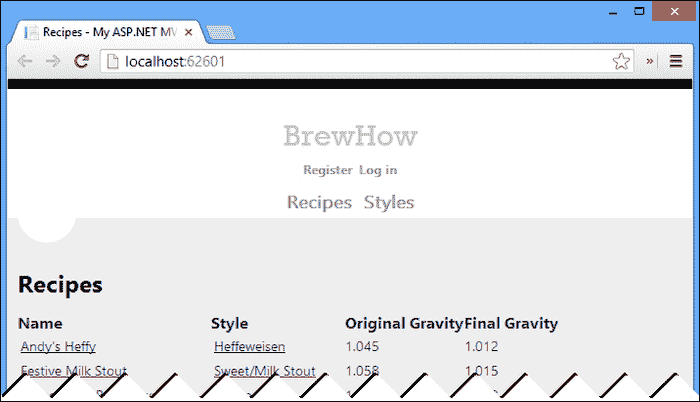 Recipes - My ASP.NET MV
localhost:62601
BrewHow
Register Log in
Recipes Styles
Recipes
Name Style Original Gravity Final Gravity
Andy's Heffy Heffeweisen 1.045 1.012
Festive Milk Stout Sweet/Milk Stout 1.058 1.015